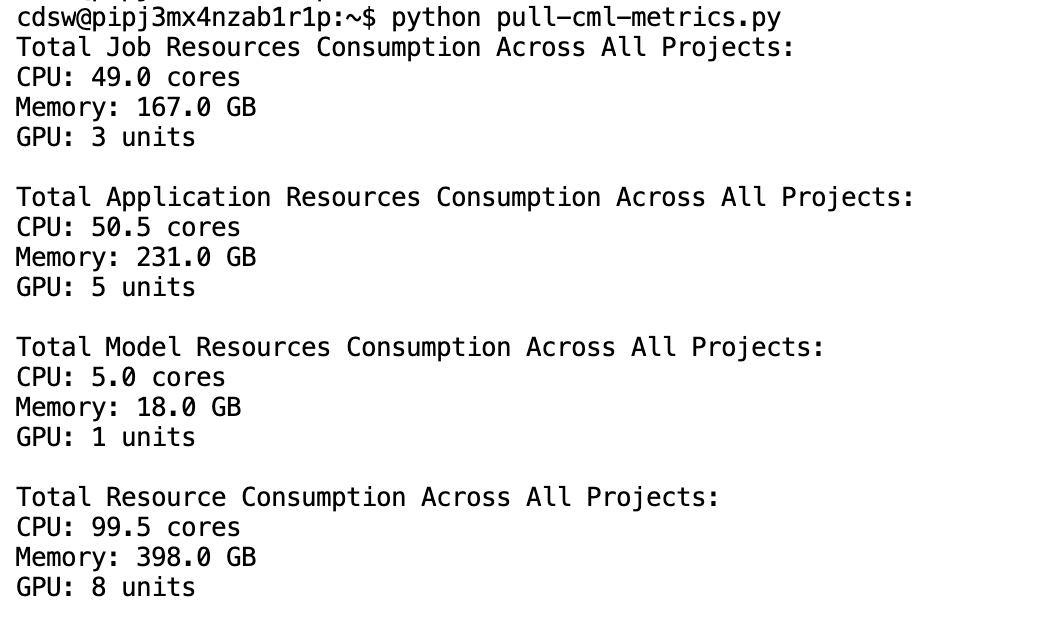 cdsw@pipj3mx4nzab1r1p:~$ python pull-cml-metrics.py
Total Job Resources Consumption Across All Projects:
CPU: 49.0 cores
Memory: 167.0 GB
GPU: 3 units
Total Application Resources Consumption Across All Projects:
CPU: 50.5 cores
Memory: 231.0 GB
GPU: 5 units
Total Model Resources Consumption Across All Projects:
CPU: 5.0 cores
Memory: 18.0 GB
GPU: 1 units
Total Resource Consumption Across All Projects:
CPU: 99.5 cores
Memory: 398.0 GB
GPU: 8 units